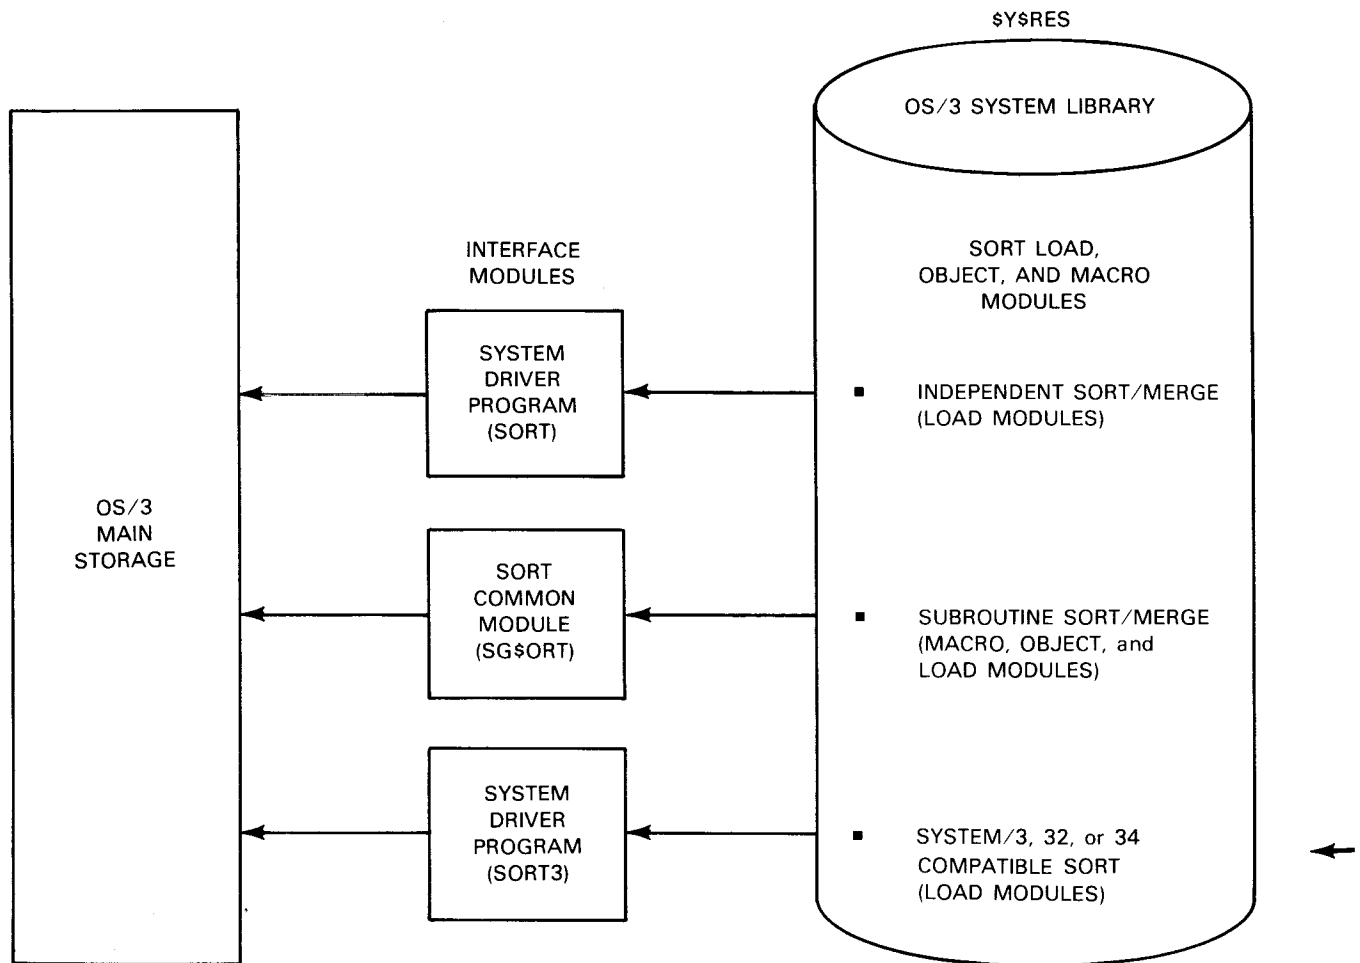 $Y$RES
OS/3 SYSTEM LIBRARY
INTERFACE
MODULES
SORT LOAD,
OBJECT, AND MACRO
MODULES
SYSTEM
DRIVER
PROGRAM
(SORT)
■ INDEPENDENT SORT/MERGE
(LOAD MODULES)
OS/3
MAIN
STORAGE
SORT
COMMON
MODULE
(SG$ORT)
■ SUBROUTINE SORT/MERGE
(MACRO, OBJECT, and
LOAD MODULES)
SYSTEM
DRIVER
PROGRAM
(SORT3)
■ SYSTEM/3, 32, or 34
COMPATIBLE SORT
(LOAD MODULES)